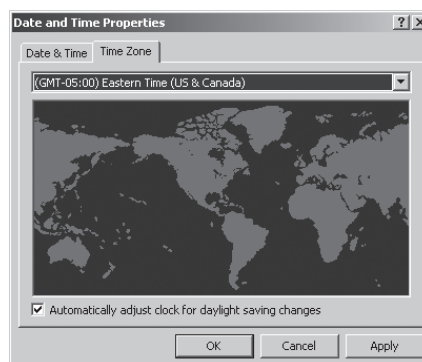 Date and Time Properties
Date & Time
Time Zone
(GMT-05:00) Eastern Time (US & Canada)
Automatically adjust clock for daylight saving changes
OK
Cancel
Apply